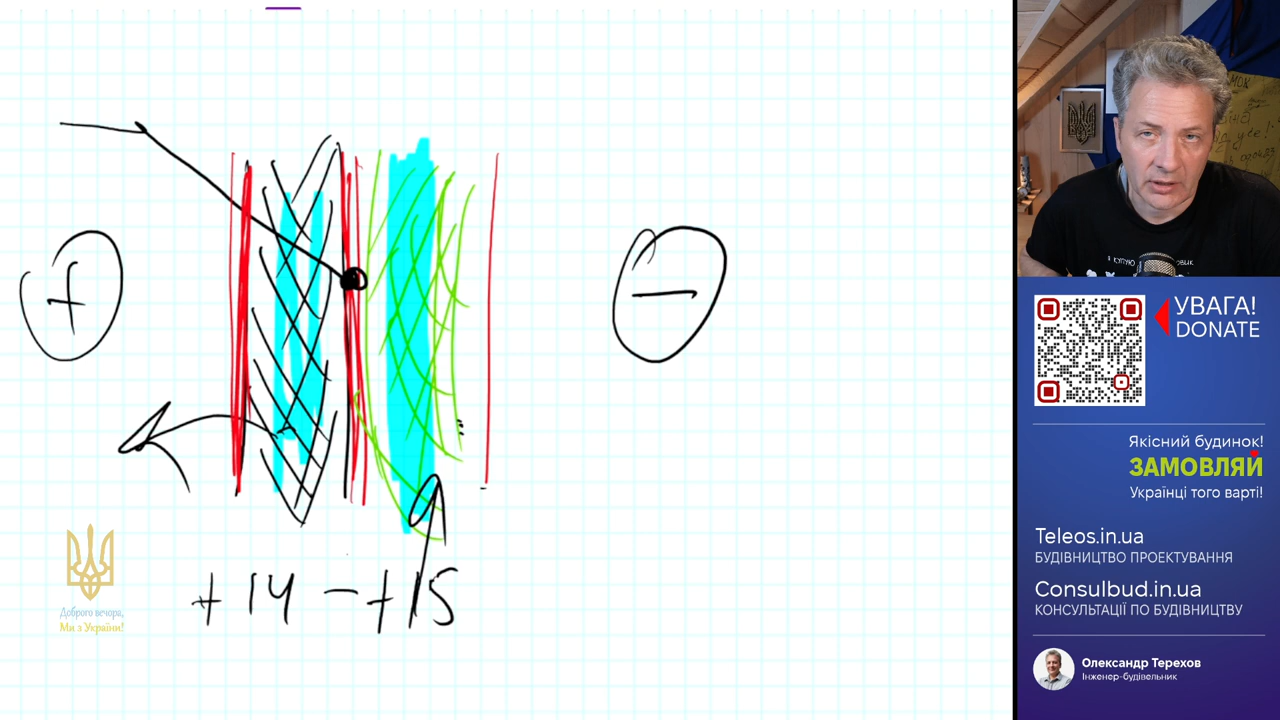 +
−
+14 − +15
Доброго вечора,
Ми з України!
УВАГА!
DONATE
Якісний будинок!
ЗАМОВЛЯЙ
Українці того варті!
Teleos.in.ua
БУДІВНИЦТВО ПРОЕКТУВАННЯ
Consulbud.in.ua
КОНСУЛЬТАЦІЇ ПО БУДІВНИЦТВУ
Олександр Терехов
Інженер-будівельник